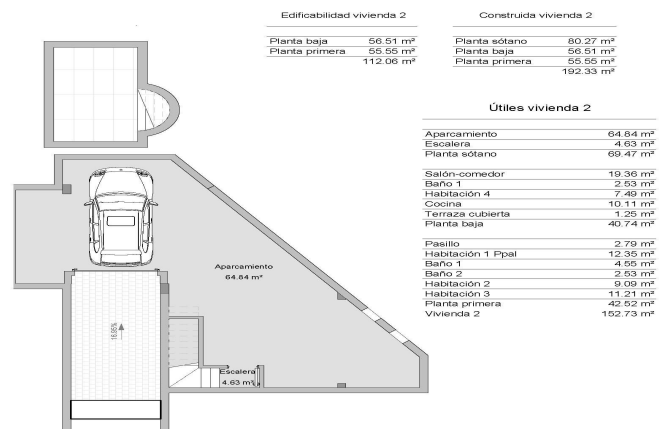 Edificabilidad vivienda 2
Planta baja 56.51 m²
Planta primera 55.55 m²
112.06 m²
Construida vivienda 2
Planta sótano 80.27 m²
Planta baja 56.51 m²
Planta primera 55.55 m²
192.33 m²
Útiles vivienda 2
Aparcamiento 64.84 m²
Escalera 4.63 m²
Planta sótano 69.47 m²
Salón-comedor 19.36 m²
Baño 1 2.53 m²
Habitación 4 7.49 m²
Cocina 10.11 m²
Terraza cubierta 1.25 m²
Planta baja 40.74 m²
Pasillo 2.79 m²
Habitación 1 Ppal 12.35 m²
Baño 1 4.55 m²
Baño 2 2.53 m²
Habitación 2 9.09 m²
Habitación 3 11.21 m²
Planta primera 42.52 m²
Vivienda 2 152.73 m²
Aparcamiento
64.84 m²
Escalera
4.63 m²